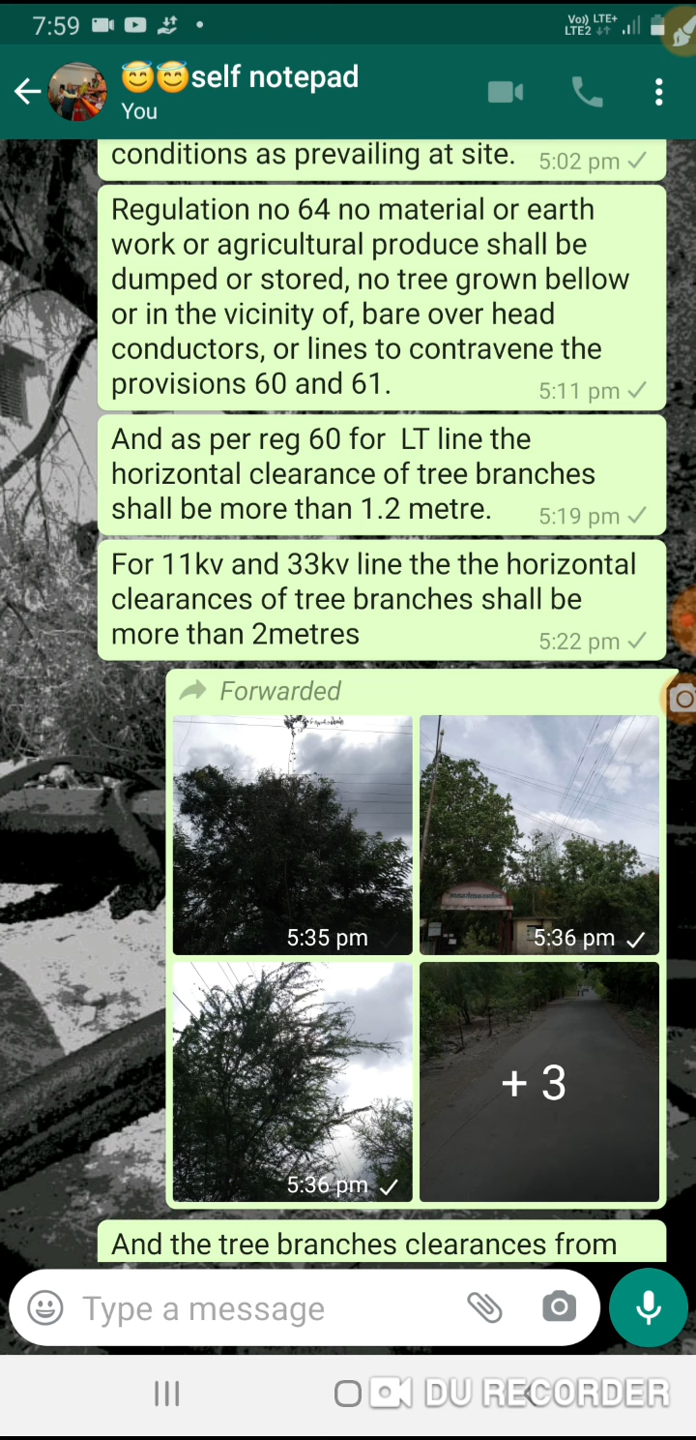 7:59
Vo)) LTE+
LTE2
😇😇self notepad
You
conditions as prevailing at site. 5:02 pm
Regulation no 64 no material or earth
work or agricultural produce shall be
dumped or stored, no tree grown bellow
or in the vicinity of, bare over head
conductors, or lines to contravene the
provisions 60 and 61. 5:11 pm
And as per reg 60 for LT line the
horizontal clearance of tree branches
shall be more than 1.2 metre. 5:19 pm
For 11kv and 33kv line the the horizontal
clearances of tree branches shall be
more than 2metres 5:22 pm
Forwarded
5:35 pm
5:36 pm
5:36 pm
+ 3
And the tree branches clearances from
Type a message
DU RECORDER